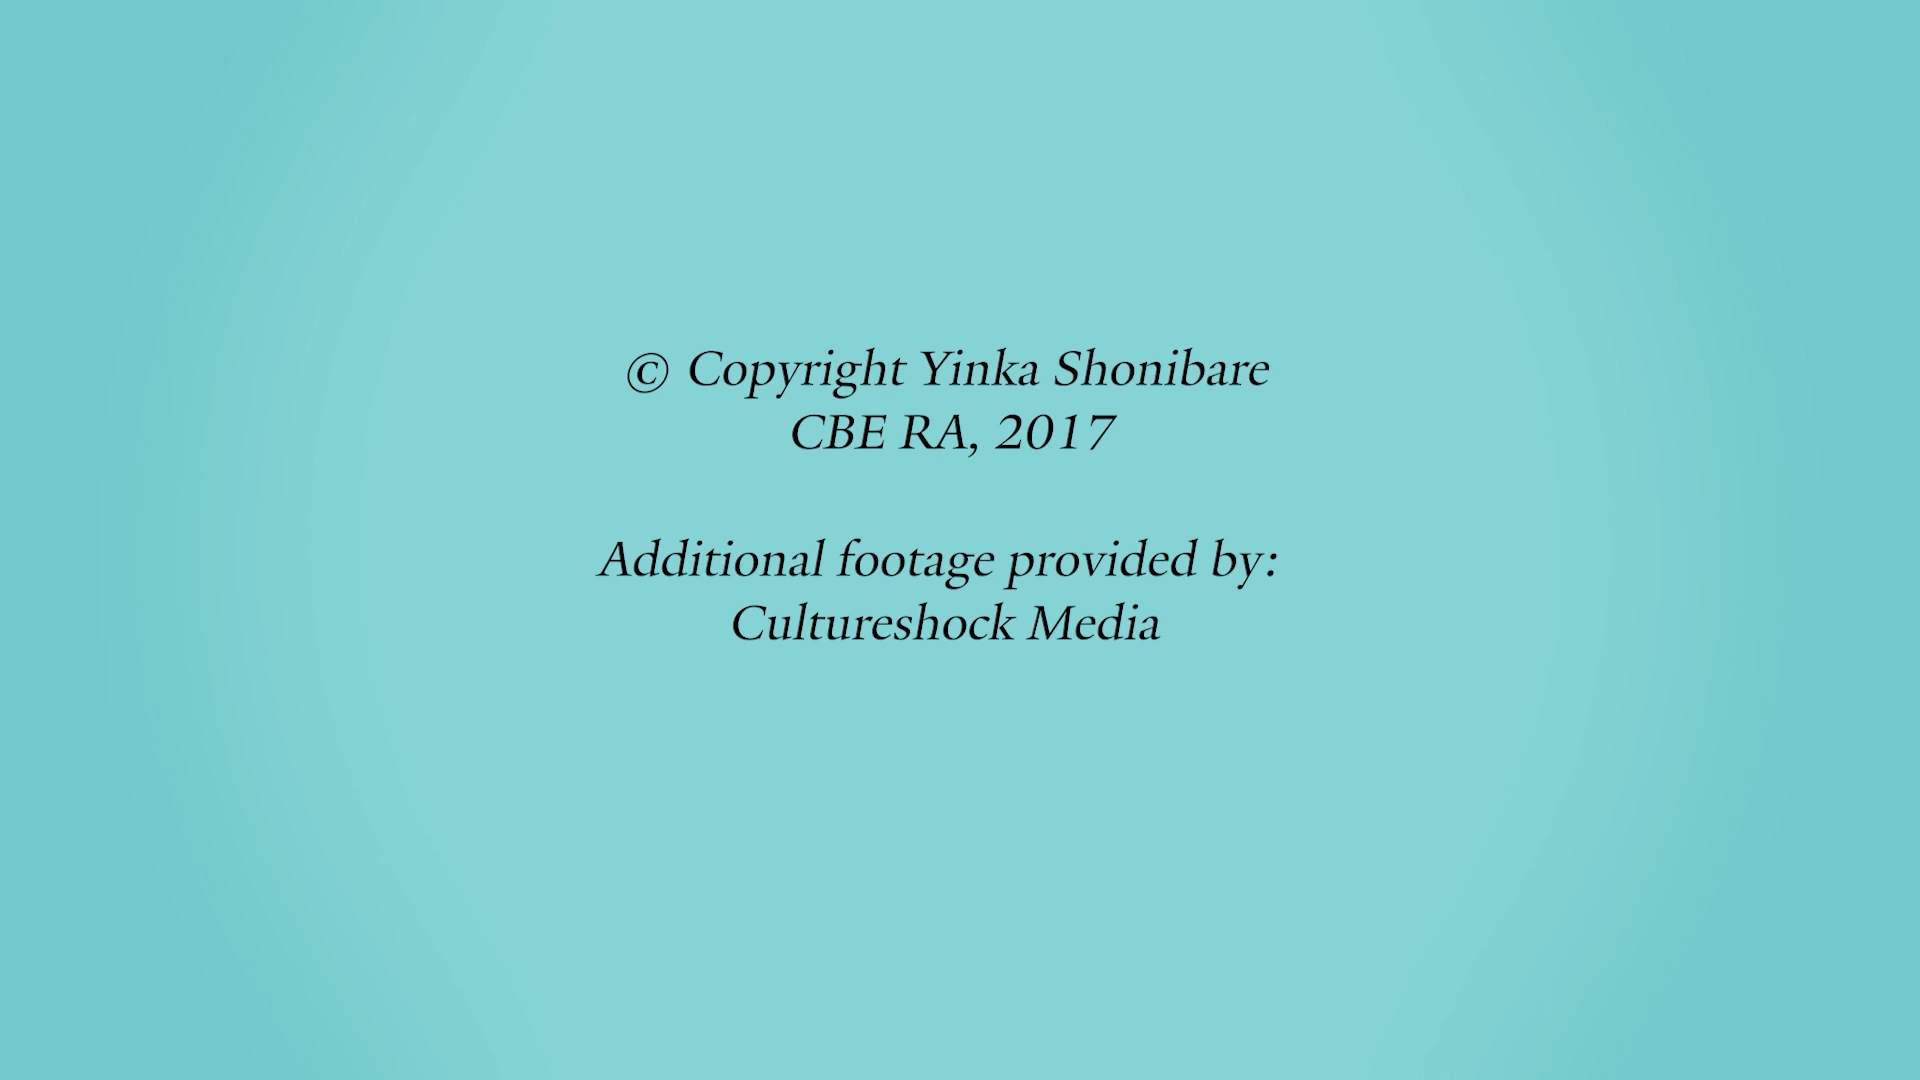 © Copyright Yinka Shonibare
CBE RA, 2017
Additional footage provided by:
Cultureshock Media